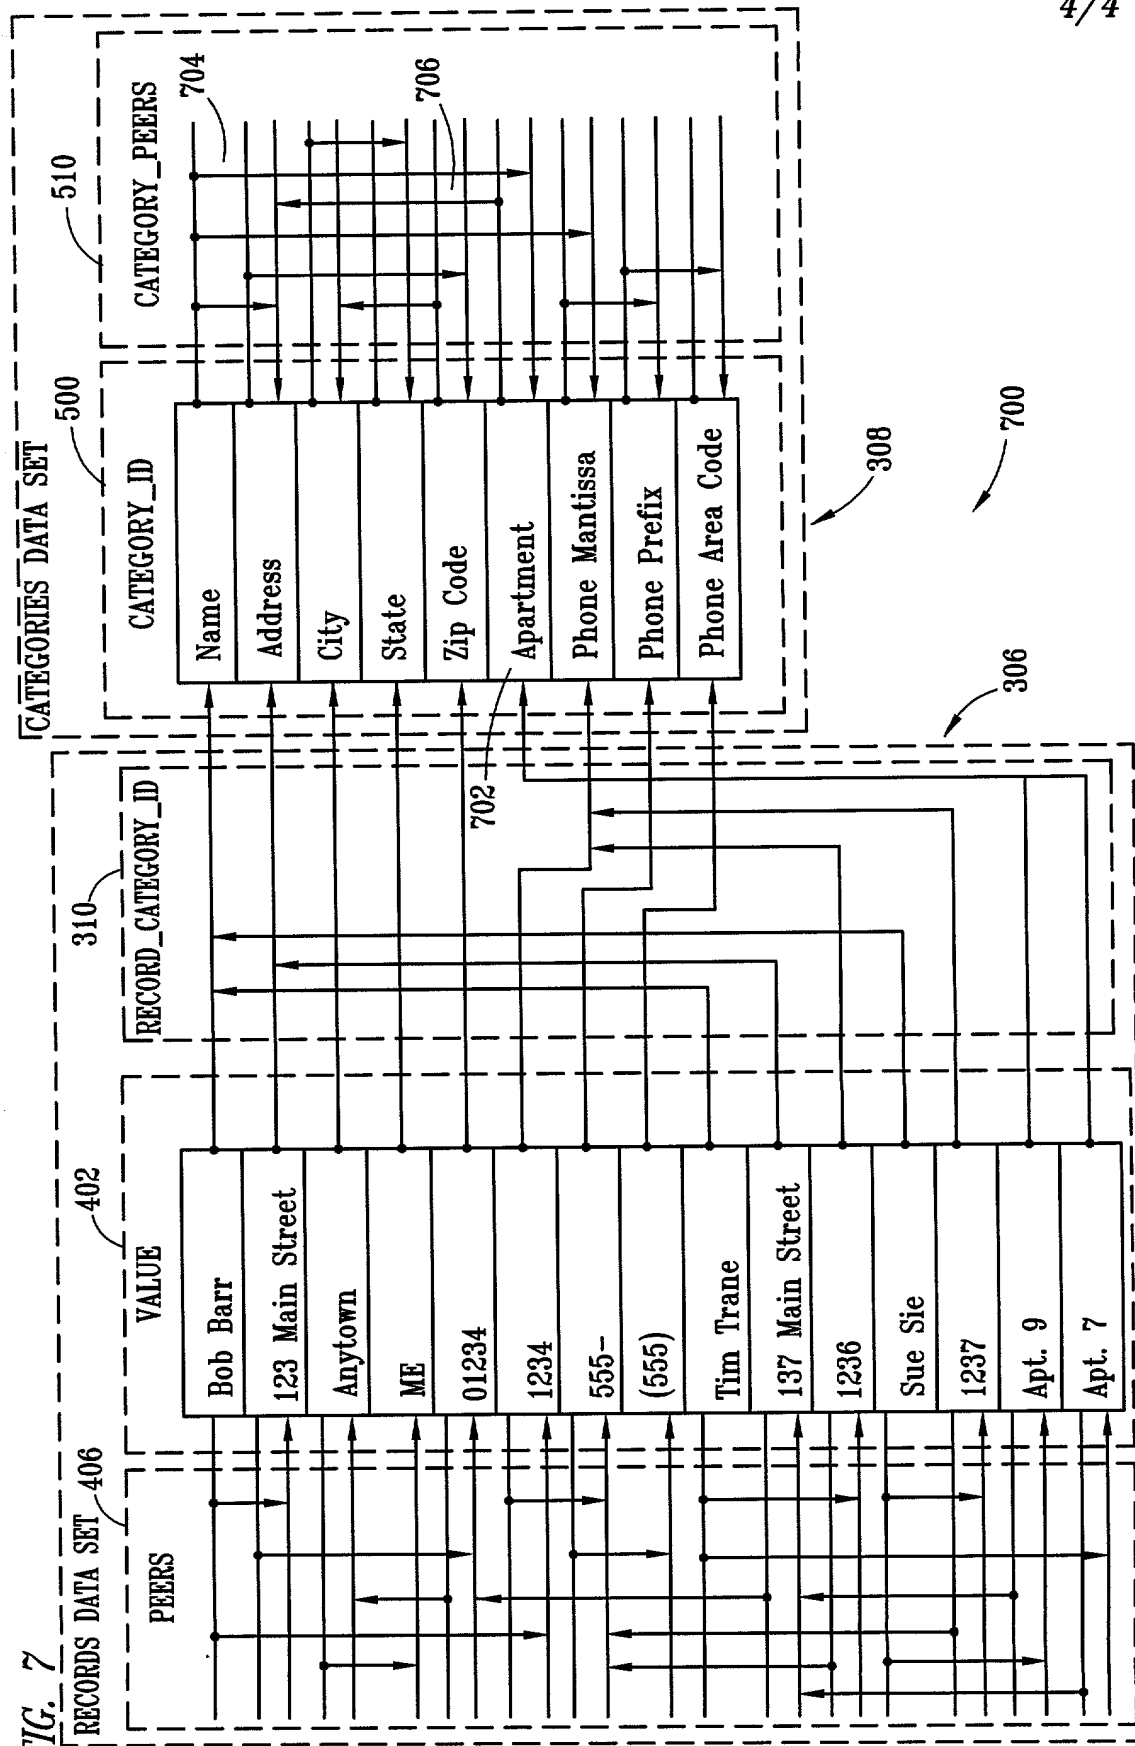 4/4
FIG. 7
RECORDS DATA SET
406
402
310
306
PEERS
VALUE
RECORD_CATEGORY_ID
Bob Barr
123 Main Street
Anytown
ME
01234
1234
555-
(555)
Tim Trane
137 Main Street
1236
Sue Sie
1237
Apt. 9
Apt. 7
CATEGORIES DATA SET
500
510
CATEGORY_ID
CATEGORY_PEERS
Name
Address
City
State
Zip Code
Apartment
Phone Mantissa
Phone Prefix
Phone Area Code
702
704
706
308
700